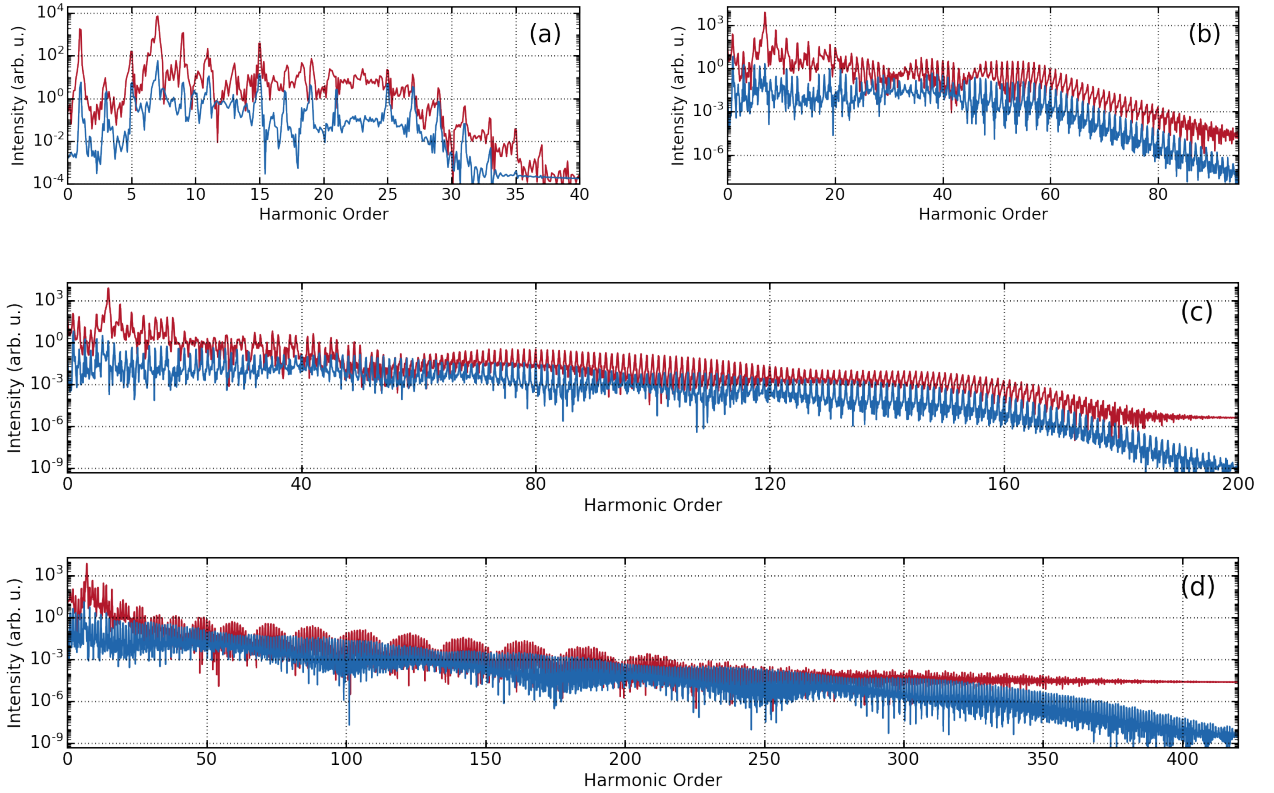 (a)
Intensity (arb. u.)
10^4
10^2
10^0
10^-2
10^-4
0 5 10 15 20 25 30 35 40
Harmonic Order
(b)
Intensity (arb. u.)
10^3
10^0
10^-3
10^-6
0 20 40 60 80
Harmonic Order
(c)
Intensity (arb. u.)
10^3
10^0
10^-3
10^-6
10^-9
0 40 80 120 160 200
Harmonic Order
(d)
Intensity (arb. u.)
10^3
10^0
10^-3
10^-6
10^-9
0 50 100 150 200 250 300 350 400
Harmonic Order